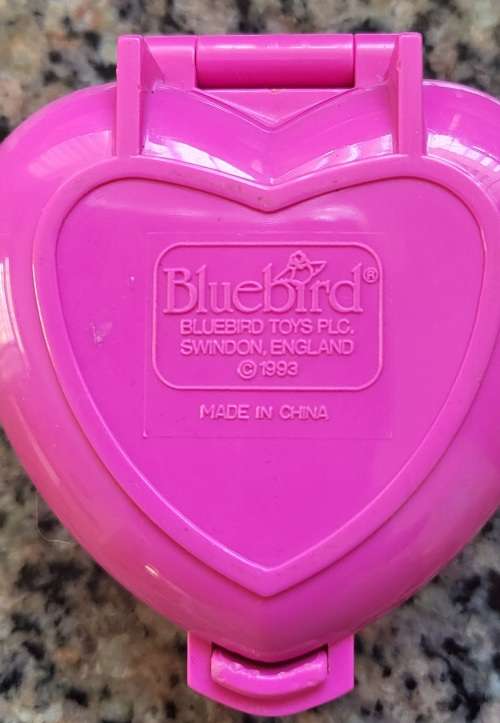 Bluebird®
BLUEBIRD TOYS PLC.
SWINDON, ENGLAND
©1993
MADE IN CHINA